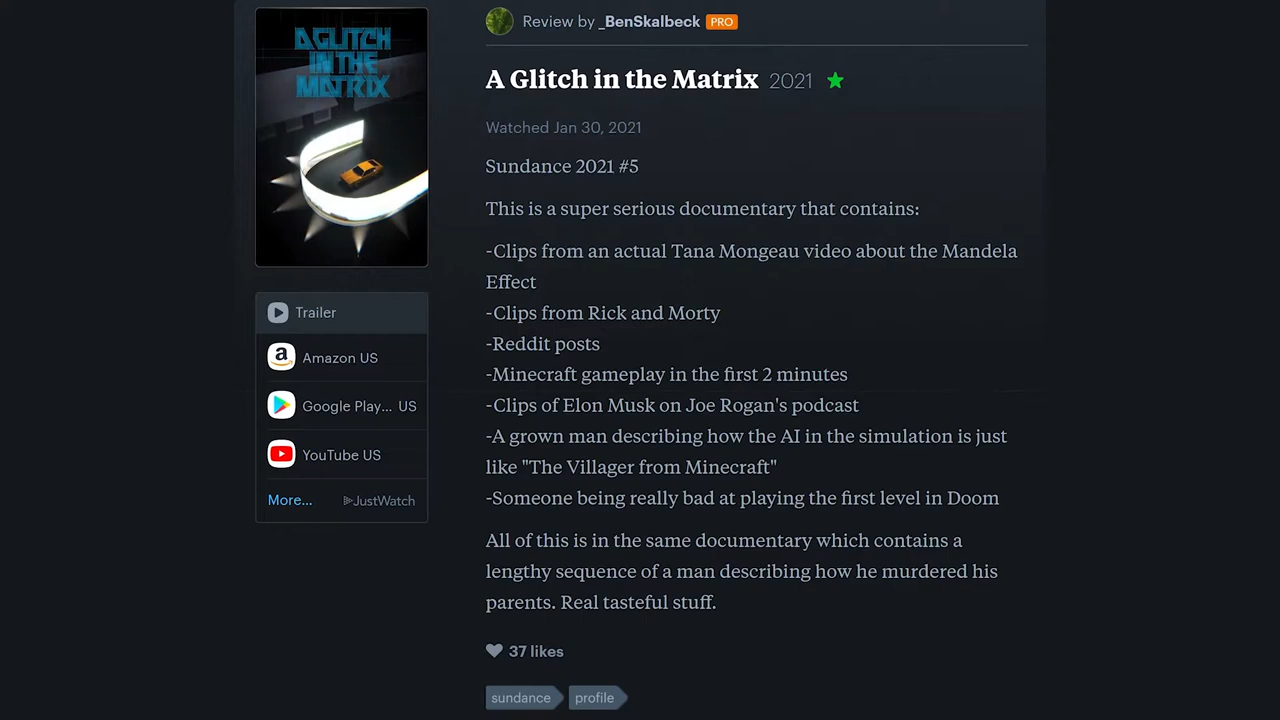 A GLITCH
IN THE
MATRIX
Trailer
a Amazon US
Google Play... US
YouTube US
More... JustWatch
Review by _BenSkalbeck PRO
A Glitch in the Matrix 2021
Watched Jan 30, 2021
Sundance 2021 #5
This is a super serious documentary that contains:
-Clips from an actual Tana Mongeau video about the Mandela
Effect
-Clips from Rick and Morty
-Reddit posts
-Minecraft gameplay in the first 2 minutes
-Clips of Elon Musk on Joe Rogan's podcast
-A grown man describing how the AI in the simulation is just
like "The Villager from Minecraft"
-Someone being really bad at playing the first level in Doom
All of this is in the same documentary which contains a
lengthy sequence of a man describing how he murdered his
parents. Real tasteful stuff.
37 likes
sundance profile